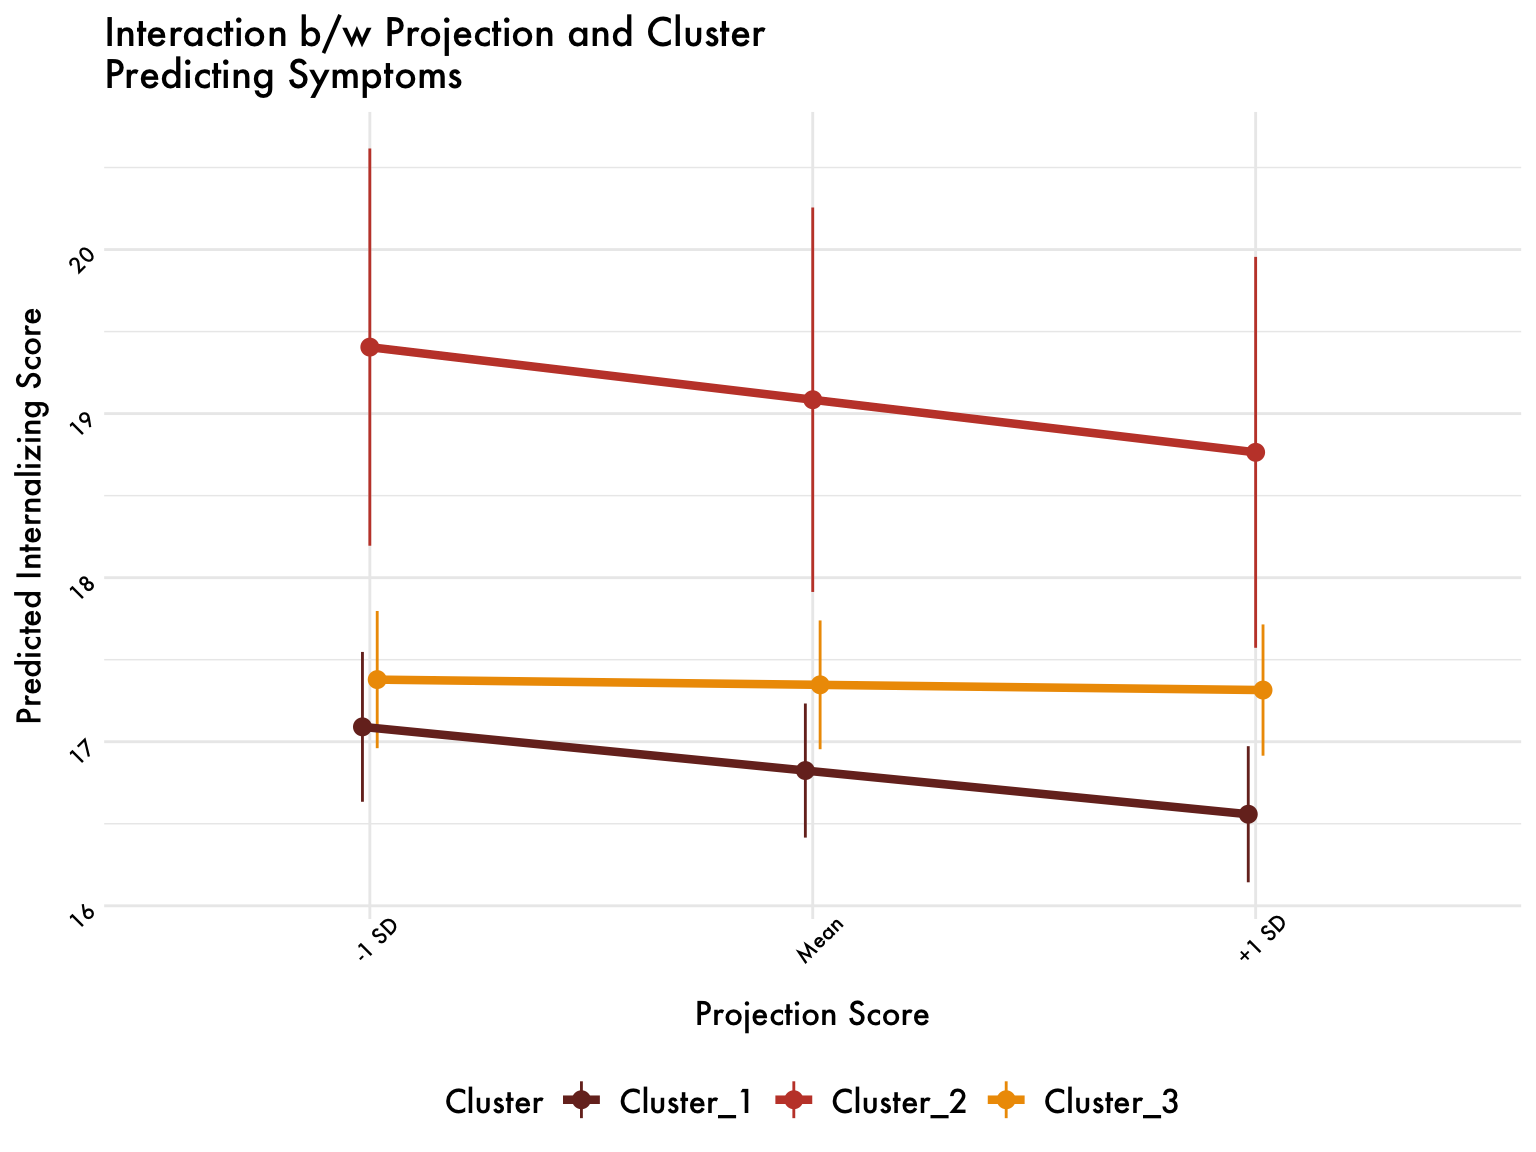 Interaction b/w Projection and Cluster
Predicting Symptoms
Predicted Internalizing Score
20
19
18
17
16
-1 SD
Mean
+1 SD
Projection Score
Cluster Cluster_1 Cluster_2 Cluster_3